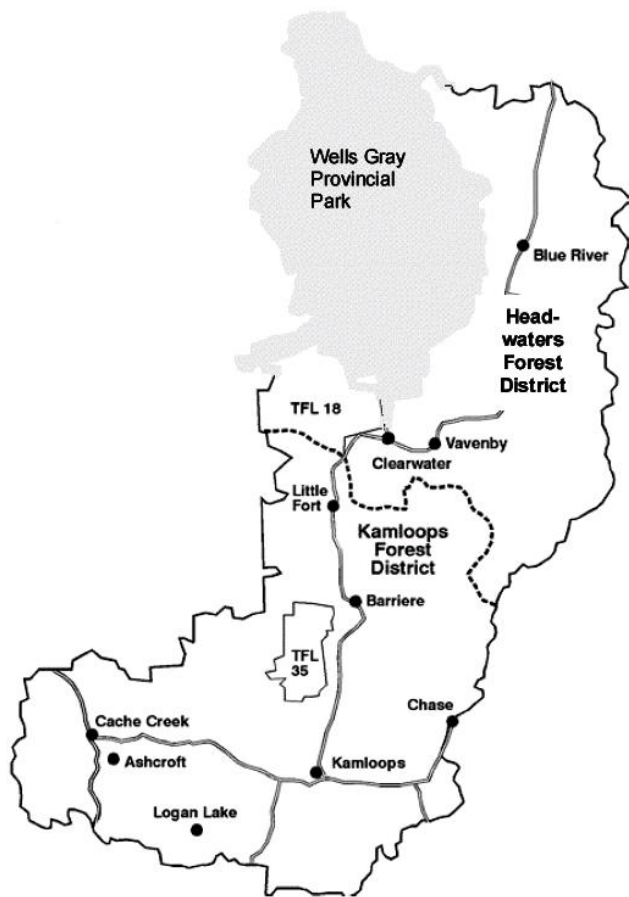 Wells Gray
Provincial
Park
Blue River
Head-
waters
Forest
District
TFL 18
Clearwater
Vavenby
Little
Fort
Kamloops
Forest
District
Barriere
TFL
35
Chase
Cache Creek
Ashcroft
Kamloops
Logan Lake